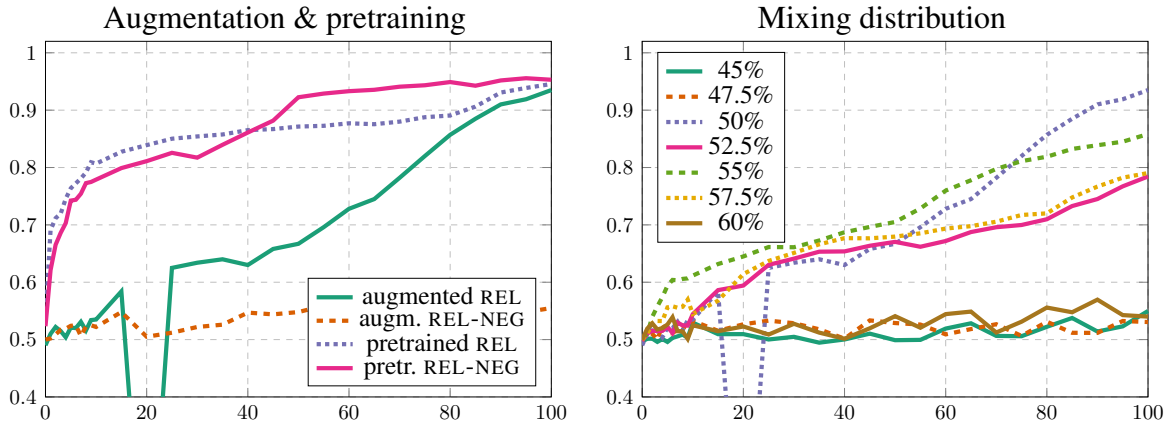 Augmentation & pretraining
1
0.9
0.8
0.7
0.6
0.5
0.4
0 20 40 60 80 100
augmented REL
augm. REL-NEG
pretrained REL
pretr. REL-NEG
Mixing distribution
1
0.9
0.8
0.7
0.6
0.5
0.4
0 20 40 60 80 100
45%
47.5%
50%
52.5%
55%
57.5%
60%